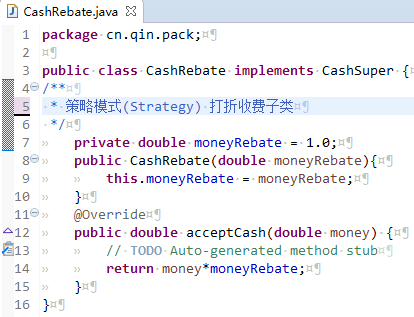 CashRebate.java
1 package cn.qin.pack;
2
3 public class CashRebate implements CashSuper {
4 /**
5 * 策略模式(Strategy) 打折收费子类
6 */
7 private double moneyRebate = 1.0;
8 public CashRebate(double moneyRebate){
9 this.moneyRebate = moneyRebate;
10 }
11 @Override
12 public double acceptCash(double money) {
13 // TODO Auto-generated method stub
14 return money*moneyRebate;
15 }
16 }